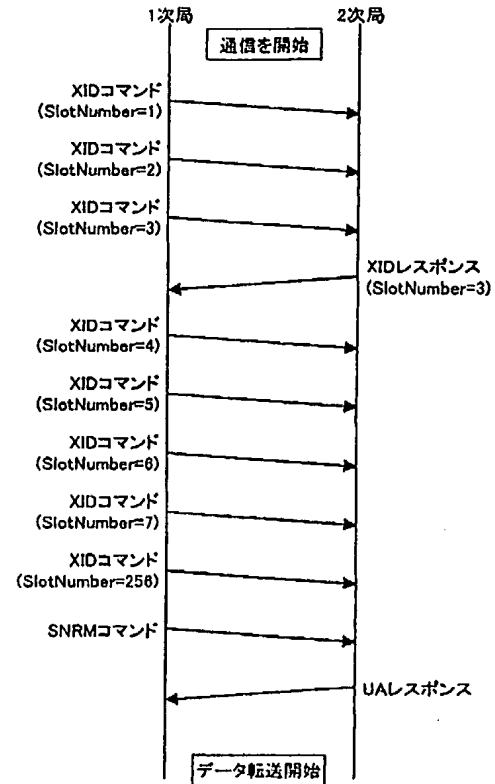 1次局
2次局
通信を開始
XIDコマンド
(SlotNumber=1)
XIDコマンド
(SlotNumber=2)
XIDコマンド
(SlotNumber=3)
XIDレスポンス
(SlotNumber=3)
XIDコマンド
(SlotNumber=4)
XIDコマンド
(SlotNumber=5)
XIDコマンド
(SlotNumber=6)
XIDコマンド
(SlotNumber=7)
XIDコマンド
(SlotNumber=256)
SNRMコマンド
UAレスポンス
データ転送開始